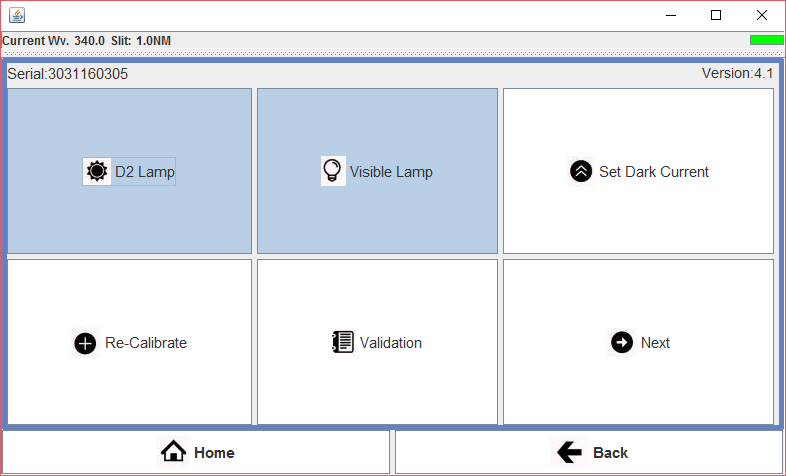 Current Wv. 340.0 Slit: 1.0NM
Serial:3031160305 Version:4.1
D2 Lamp
Visible Lamp
Set Dark Current
Re-Calibrate
Validation
Next
Home
Back